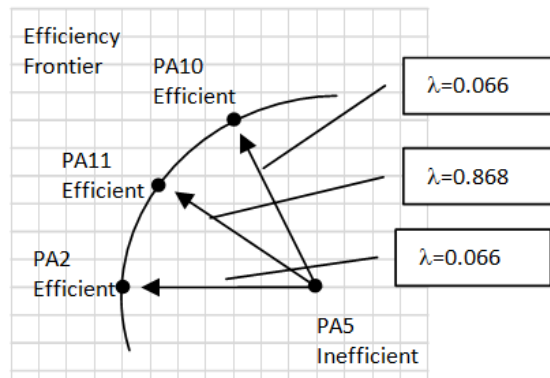 Efficiency
Frontier
PA10
Efficient
λ=0.066
PA11
Efficient
λ=0.868
PA2
Efficient
λ=0.066
PA5
Inefficient